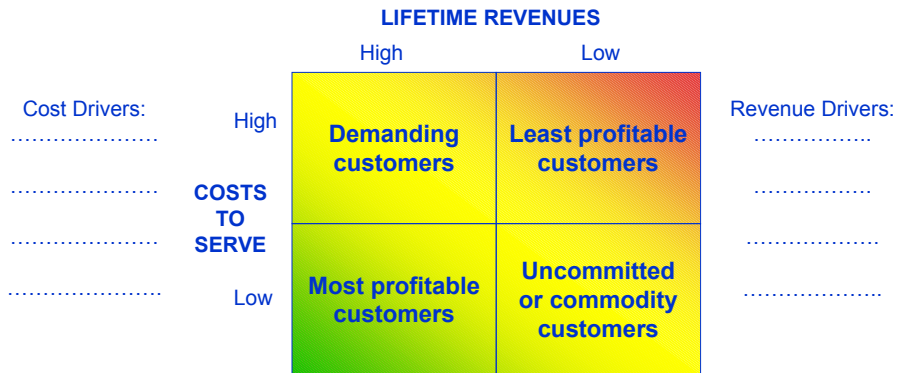 LIFETIME REVENUES
High
Low
Cost Drivers:
…………………
…………………
…………………
………………….
High
COSTS
TO
SERVE
Low
Demanding
customers
Least profitable
customers
Most profitable
customers
Uncommitted
or commodity
customers
Revenue Drivers:
……………..
…………….
……………….
………………..